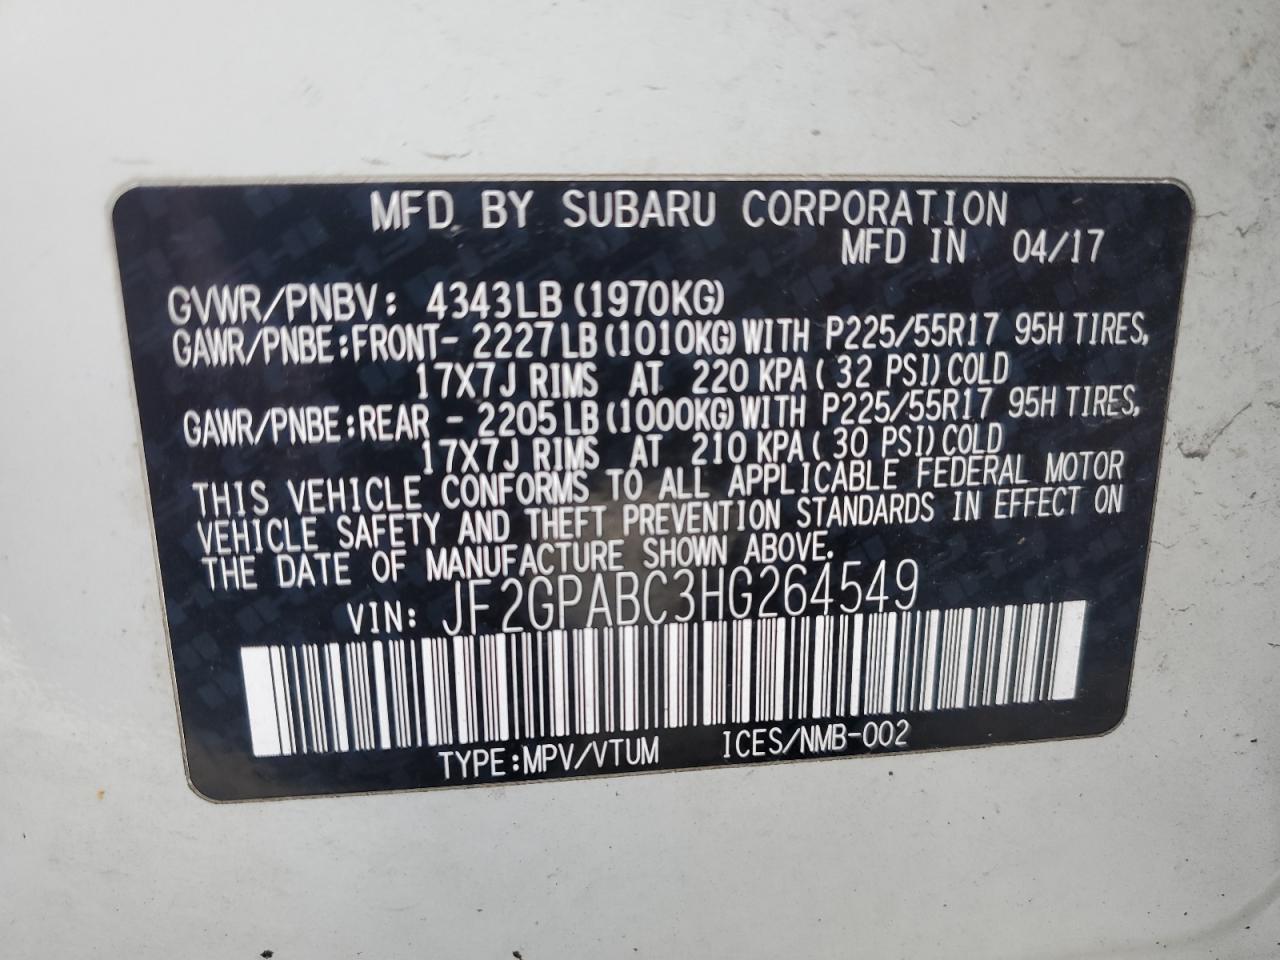 MFD BY SUBARU CORPORATION
MFD IN 04/17
GVWR/PNBV: 4343LB (1970KG)
GAWR/PNBE:FRONT- 2227LB (1010KG) WITH P225/55R17 95H TIRES,
17X7J RIMS AT 220 KPA ( 32 PSI) COLD
GAWR/PNBE:REAR - 2205LB (1000KG) WITH P225/55R17 95H TIRES,
17X7J RIMS AT 210 KPA ( 30 PSI) COLD
THIS VEHICLE CONFORMS TO ALL APPLICABLE FEDERAL MOTOR
VEHICLE SAFETY AND THEFT PREVENTION STANDARDS IN EFFECT ON
THE DATE OF MANUFACTURE SHOWN ABOVE.
VIN: JF2GPABC3HG264549
TYPE:MPV/VTUM ICES/NMB-002